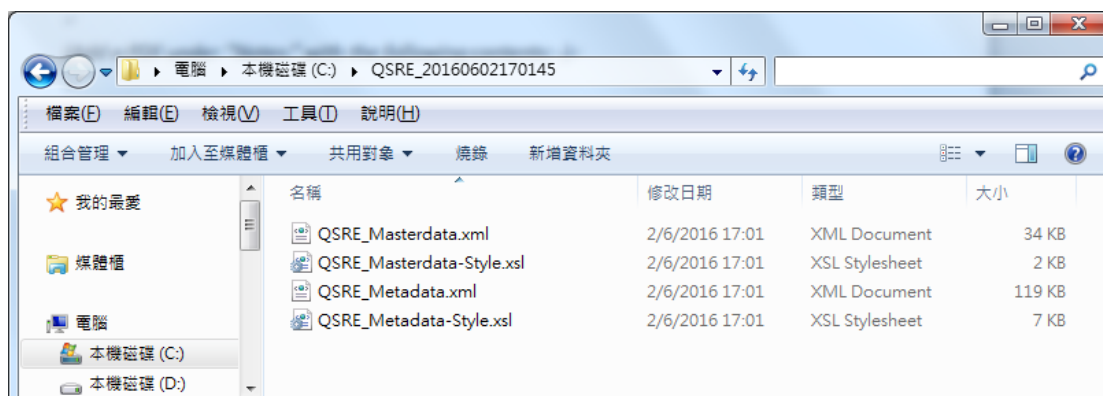 電腦 本機磁碟 (C:) QSRE_20160602170145
檔案(F) 編輯(E) 檢視(V) 工具(T) 說明(H)
組合管理 加入至媒體櫃 共用對象 燒錄 新增資料夾
我的最愛
媒體櫃
電腦
本機磁碟 (C:)
本機磁碟 (D:)
名稱 修改日期 類型 大小
QSRE_Masterdata.xml 2/6/2016 17:01 XML Document 34 KB
QSRE_Masterdata-Style.xsl 2/6/2016 17:01 XSL Stylesheet 2 KB
QSRE_Metadata.xml 2/6/2016 17:01 XML Document 119 KB
QSRE_Metadata-Style.xsl 2/6/2016 17:01 XSL Stylesheet 7 KB